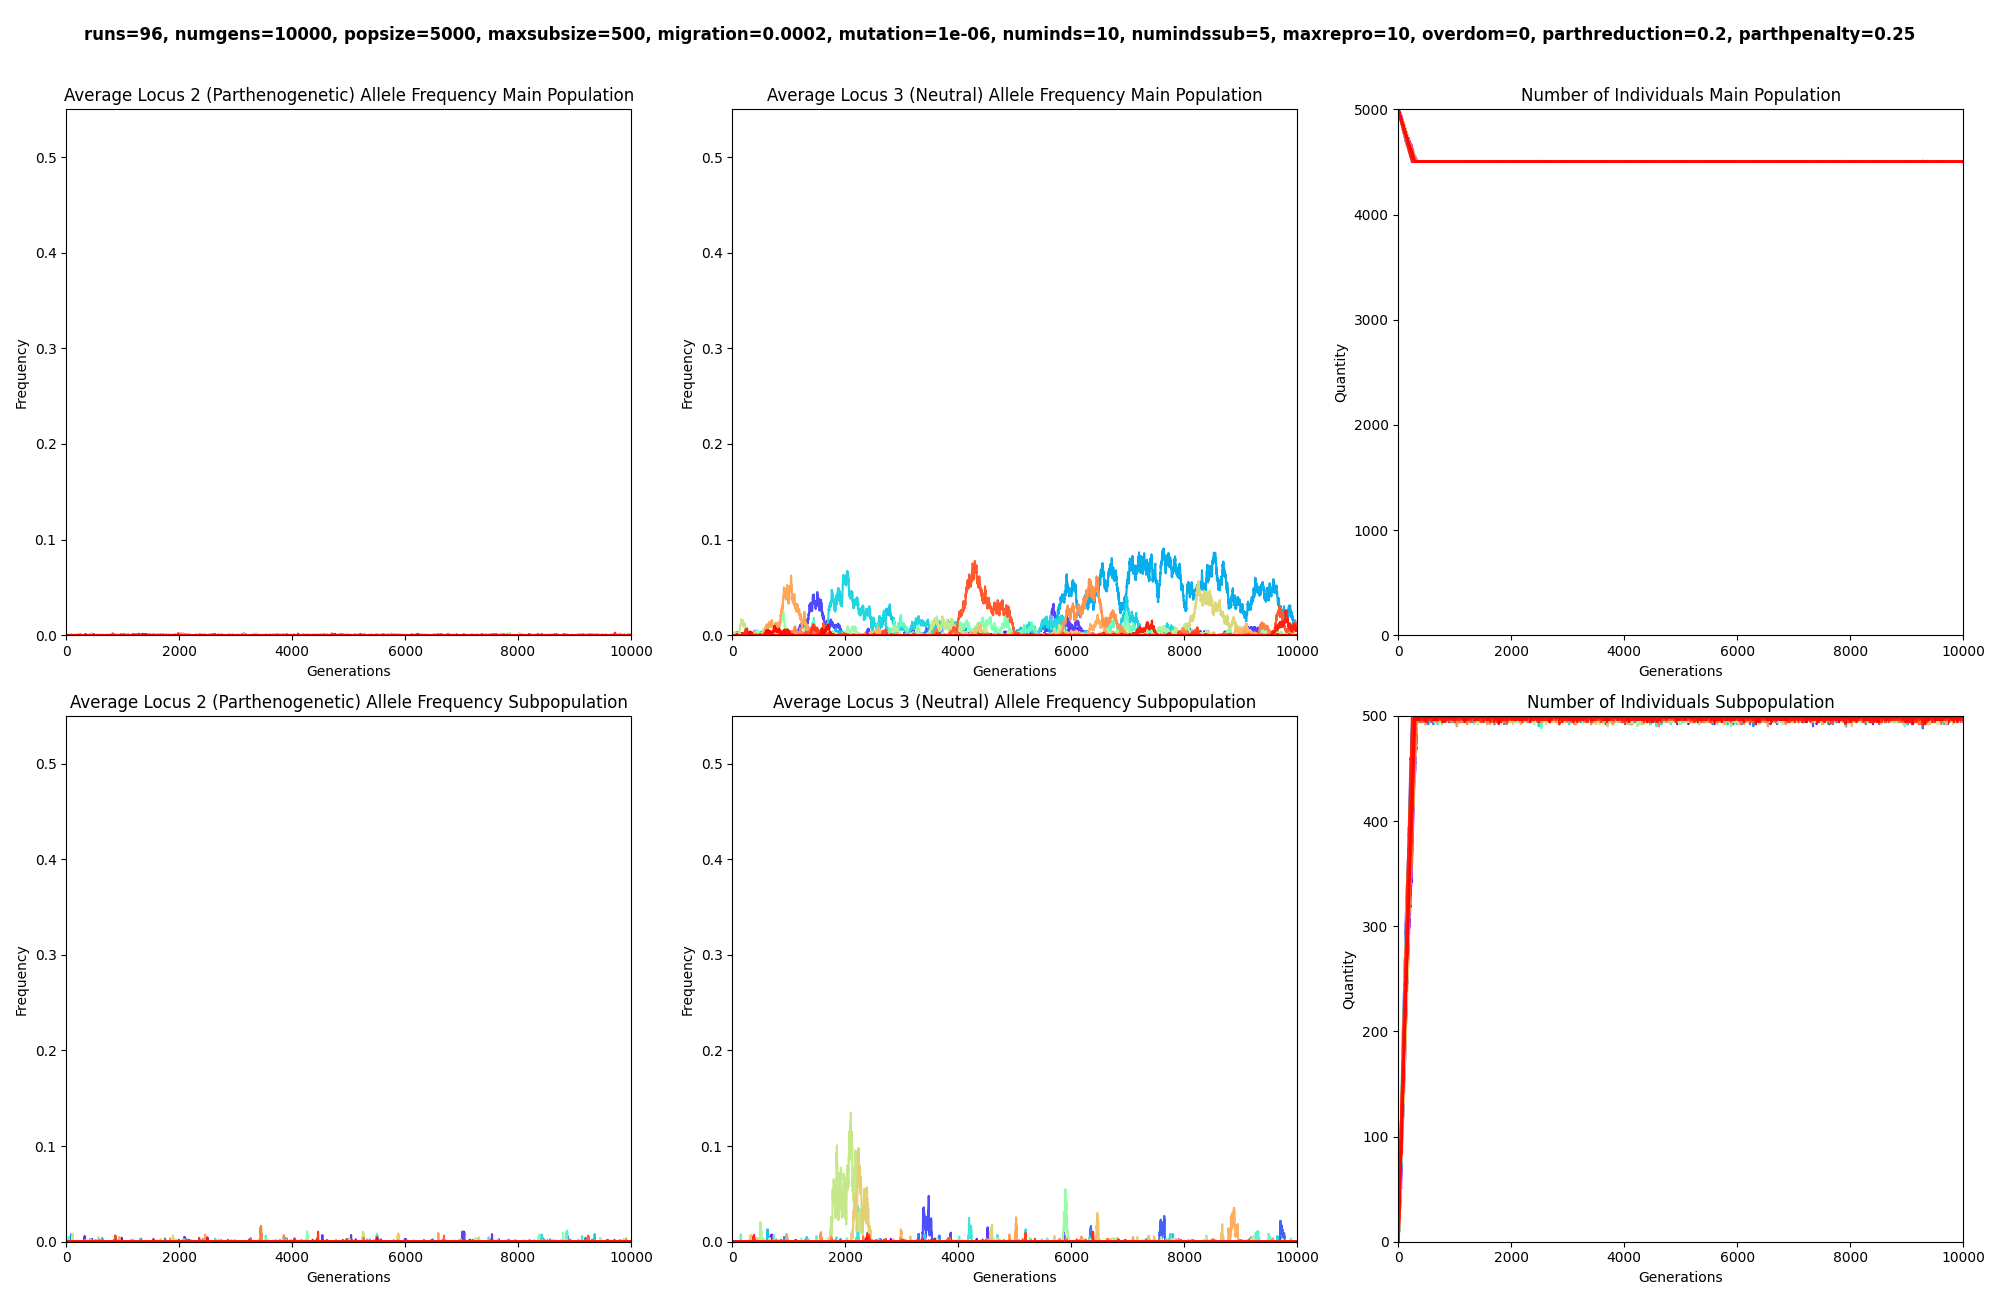 runs=96, numgens=10000, popsize=5000, maxsubsize=500, migration=0.0002, mutation=1e-06, numinds=10, numindssub=5, maxrepro=10, overdom=0, parthreduction=0.2, parthpenalty=0.25
Average Locus 2 (Parthenogenetic) Allele Frequency Main Population
0.5
0.4
0.3
0.2
0.1
0.0
Frequency
0 2000 4000 6000 8000 10000
Generations
Average Locus 3 (Neutral) Allele Frequency Main Population
0.5
0.4
0.3
0.2
0.1
0.0
Frequency
0 2000 4000 6000 8000 10000
Generations
Number of Individuals Main Population
5000
4000
3000
2000
1000
0
Quantity
0 2000 4000 6000 8000 10000
Generations
Average Locus 2 (Parthenogenetic) Allele Frequency Subpopulation
0.5
0.4
0.3
0.2
0.1
0.0
Frequency
0 2000 4000 6000 8000 10000
Generations
Average Locus 3 (Neutral) Allele Frequency Subpopulation
0.5
0.4
0.3
0.2
0.1
0.0
Frequency
0 2000 4000 6000 8000 10000
Generations
Number of Individuals Subpopulation
500
400
300
200
100
0
Quantity
0 2000 4000 6000 8000 10000
Generations